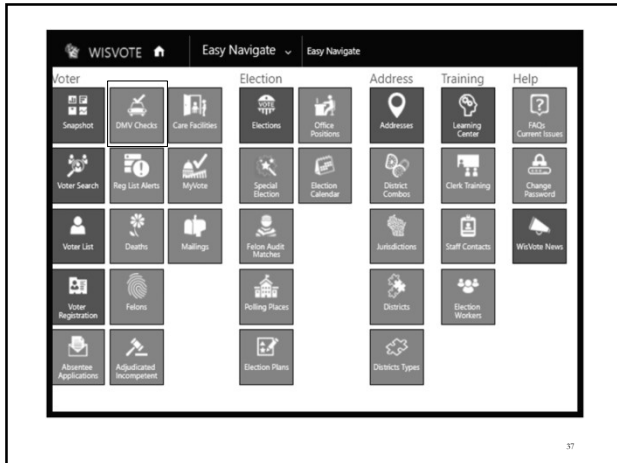 WISVOTE Easy Navigate Easy Navigate
Voter Election Address Training Help
Snapshot DMV Checks Care Facilities VOTE Elections Office Positions Addresses Learning Center FAQs Current Issues
Voter Search Reg List Alerts MyVote Special Election Election Calendar District Combos Clerk Training Change Password
Voter List Deaths Mailings Felon Audit Matches Jurisdictions Staff Contacts WisVote News
Voter Registration Felons Polling Places Districts Election Workers
Absentee Applications Adjudicated Incompetent Election Plans Districts Types
37